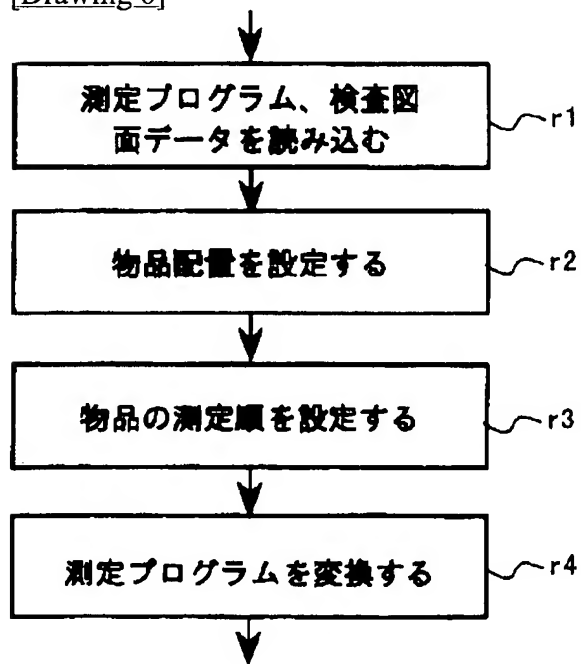 測定プログラム、検査図
面データを読み込む
r1
物品配置を設定する
r2
物品の測定順を設定する
r3
測定プログラムを変換する
r4